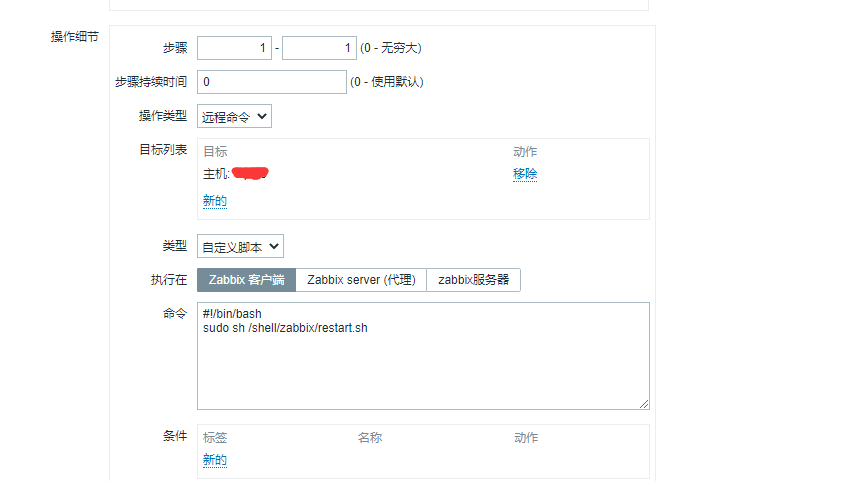 操作细节
步骤 1 - 1 (0 - 无穷大)
步骤持续时间 0 (0 - 使用默认)
操作类型 远程命令
目标列表 目标 动作
主机: 移除
新的
类型 自定义脚本
执行在 Zabbix 客户端 Zabbix server (代理) zabbix服务器
命令 #!/bin/bash
sudo sh /shell/zabbix/restart.sh
条件 标签 名称 动作
新的